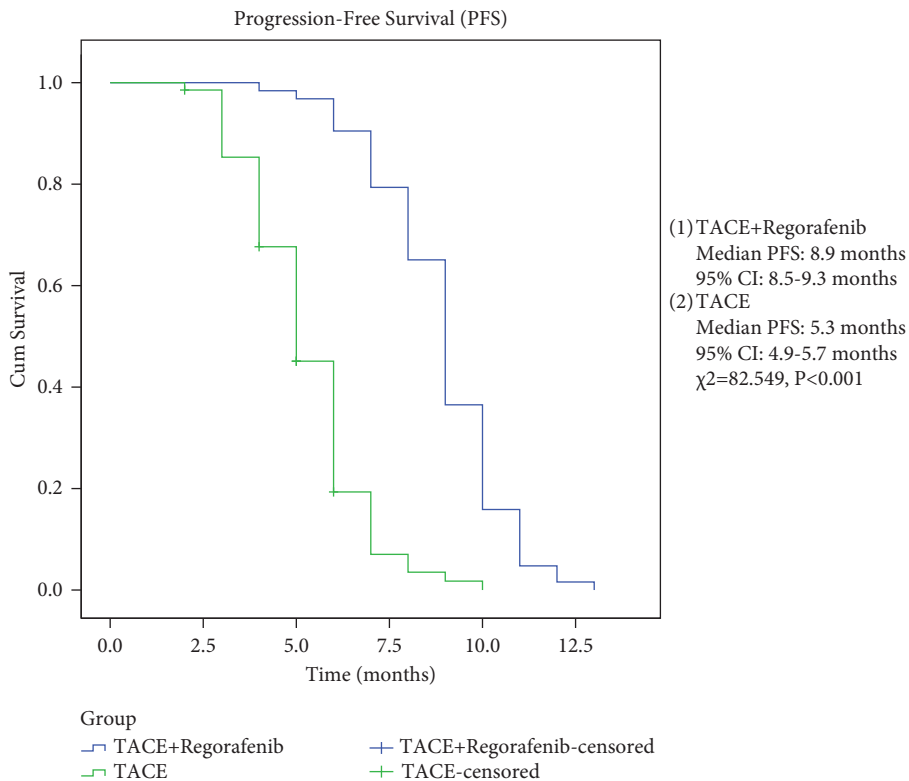 Progression-Free Survival (PFS)
1.0
0.8
0.6
0.4
0.2
0.0
Cum Survival
0.0 2.5 5.0 7.5 10.0 12.5
Time (months)
(1) TACE+Regorafenib
Median PFS: 8.9 months
95% CI: 8.5-9.3 months
(2) TACE
Median PFS: 5.3 months
95% CI: 4.9-5.7 months
χ2=82.549, P<0.001
Group
TACE+Regorafenib TACE+Regorafenib-censored
TACE TACE-censored